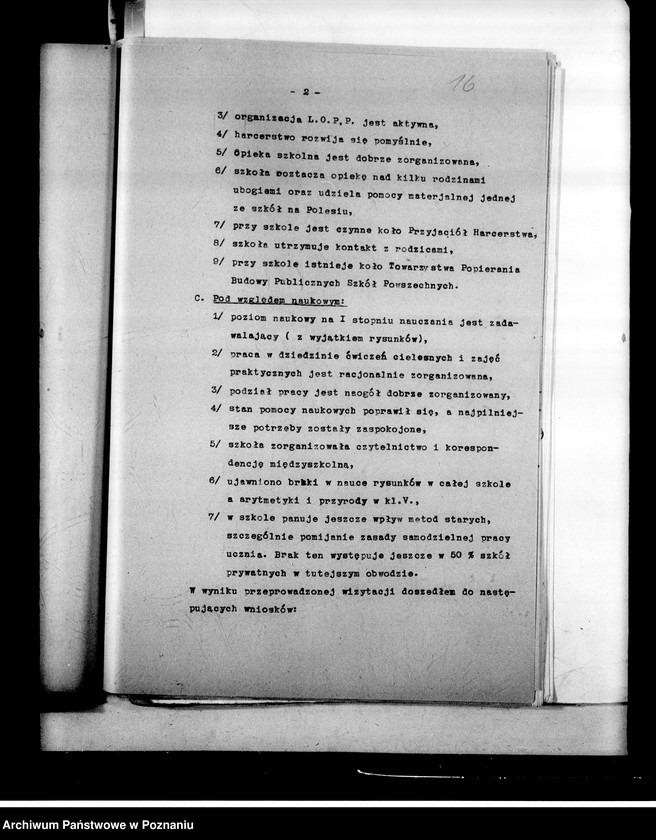 16
- 2 -
3/ organizacja L.O.P.P. jest aktywna,
4/ harcerstwo rozwija się pomyślnie,
5/ Opieka szkolna jest dobrze zorganizowana,
6/ szkoła roztacza opiekę nad kilku rodzinami
ubogiemi oraz udziela pomocy materjalnej jednej
ze szkół na Polesiu,
7/ przy szkole jest czynne koło Przyjaciół Harcerstwa,
8/ szkoła utrzymuje kontakt z rodzicami,
9/ przy szkole istnieje koło Towarzystwa Popierania
Budowy Publicznych Szkół Powszechnych.
C. Pod względem naukowym:
1/ poziom naukowy na I stopniu nauczania jest zada-
walający ( z wyjątkiem rysunków),
2/ praca w dziedzinie ćwiczeń cielesnych i zajęć
praktycznych jest racjonalnie zorganizowana,
3/ podział pracy jest naogół dobrze zorganizowany,
4/ stan pomocy naukowych poprawił się, a najpilniej-
sze potrzeby zostały zaspokojone,
5/ szkoła zorganizowała czytelnictwo i korespon-
dencję międzyszkolną,
6/ ujawniono braki w nauce rysunków w całej szkole
a arytmetyki i przyrody w kl.V.,
7/ w szkole panuje jeszcze wpływ metod starych,
szczególnie pomijanie zasady samodzielnej pracy
ucznia. Brak ten występuje jeszcze w 50 % szkół
prywatnych w tutejszym obwodzie.
W wyniku przeprowadzonej wizytacji doszedłem do nastę-
pujących wniosków:
Archiwum Państwowe w Poznaniu